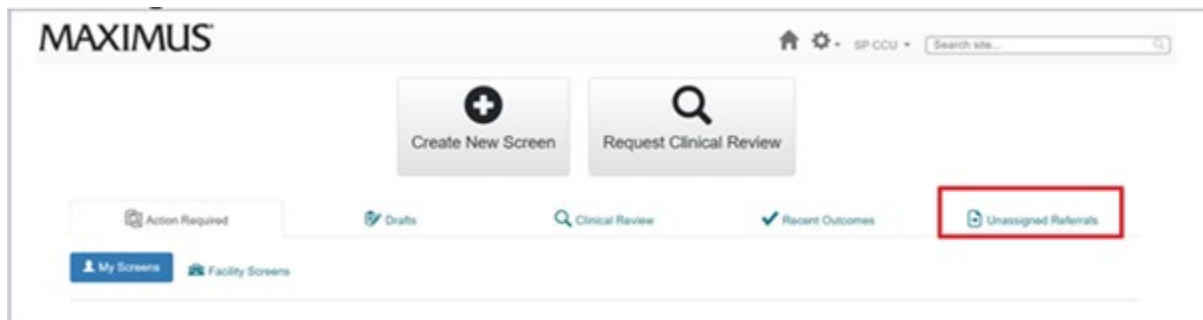 MAXIMUS
SP CCU
Search site...
Create New Screen
Request Clinical Review
Action Required
Drafts
Clinical Review
Recent Outcomes
Unassigned Referrals
My Screens
Facility Screens